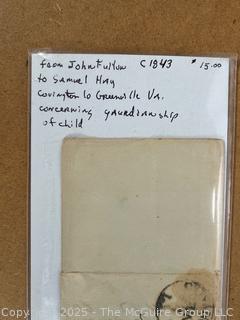 from John Fulton C 1843 $15.00
to Samuel Hay
Covington to Greenville Va.
concerning guardianship
of child
Copyright 2025 - The McGuire Group LLC